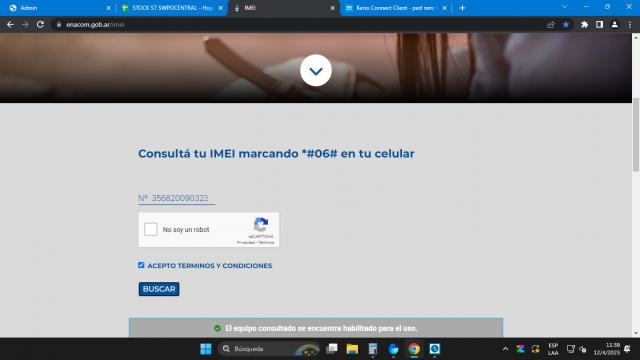 Admin
STOCK ST SWPOCENTRAL - Hoja
IMEI
Kerio Connect Client - ped rem:
enacom.gob.ar/imei
Consultá tu IMEI marcando *#06# en tu celular
Nº 356820090323
No soy un robot
reCAPTCHA
Privacidad - Términos
ACEPTO TERMINOS Y CONDICIONES
BUSCAR
El equipo consultado se encuentra habilitado para el uso.
Búsqueda
ESP
LAA
11:39
12/4/2023